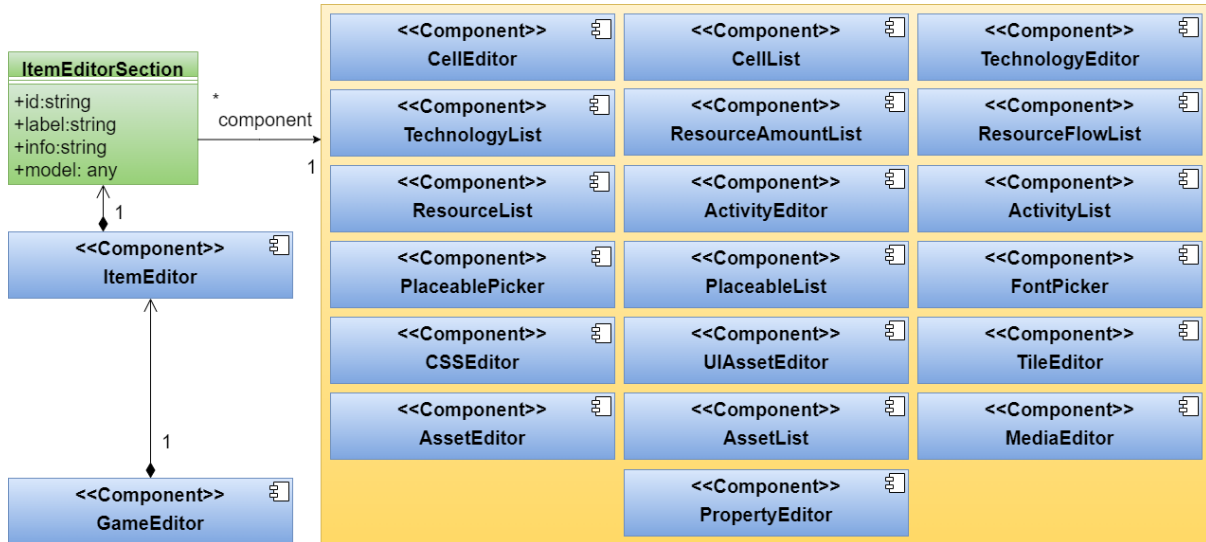 ItemEditorSection
+id:string
+label:string
+info:string
+model: any
*
component
1
1
<<Component>>
ItemEditor
1
<<Component>>
GameEditor
<<Component>>
CellEditor
<<Component>>
CellList
<<Component>>
TechnologyEditor
<<Component>>
TechnologyList
<<Component>>
ResourceAmountList
<<Component>>
ResourceFlowList
<<Component>>
ResourceList
<<Component>>
ActivityEditor
<<Component>>
ActivityList
<<Component>>
PlaceablePicker
<<Component>>
PlaceableList
<<Component>>
FontPicker
<<Component>>
CSSEditor
<<Component>>
UIAssetEditor
<<Component>>
TileEditor
<<Component>>
AssetEditor
<<Component>>
AssetList
<<Component>>
MediaEditor
<<Component>>
PropertyEditor